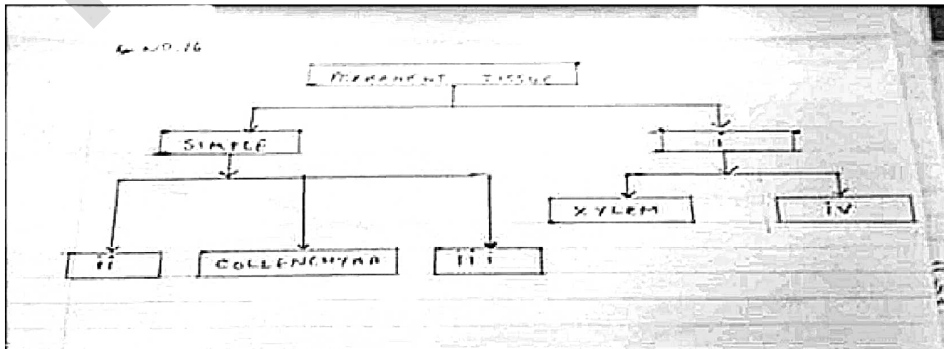 Q NO.16
PERMANENT TISSUE
SIMPLE
i
XYLEM
iv
ii
COLLENCHYMA
iii